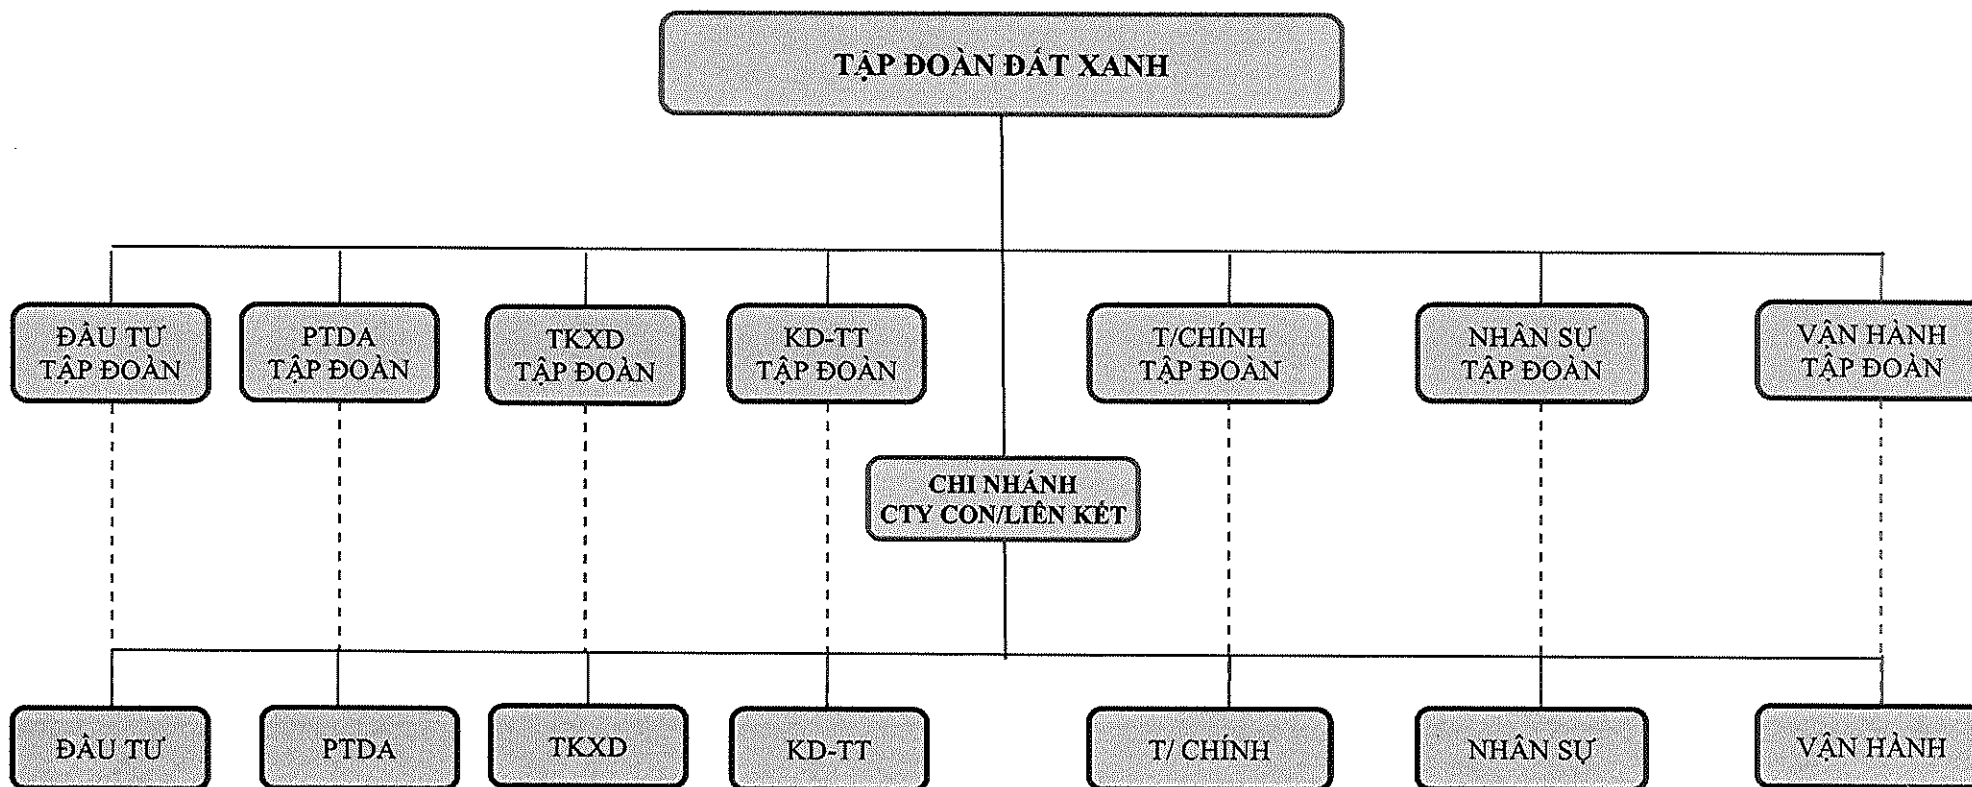 TẬP ĐOÀN ĐẤT XANH
ĐẦU TƯ
TẬP ĐOÀN
PTDA
TẬP ĐOÀN
TKXD
TẬP ĐOÀN
KD-TT
TẬP ĐOÀN
T/CHÍNH
TẬP ĐOÀN
NHÂN SỰ
TẬP ĐOÀN
VẬN HÀNH
TẬP ĐOÀN
CHI NHÁNH
CTY CON/LIÊN KẾT
ĐẦU TƯ
PTDA
TKXD
KD-TT
T/ CHÍNH
NHÂN SỰ
VẬN HÀNH